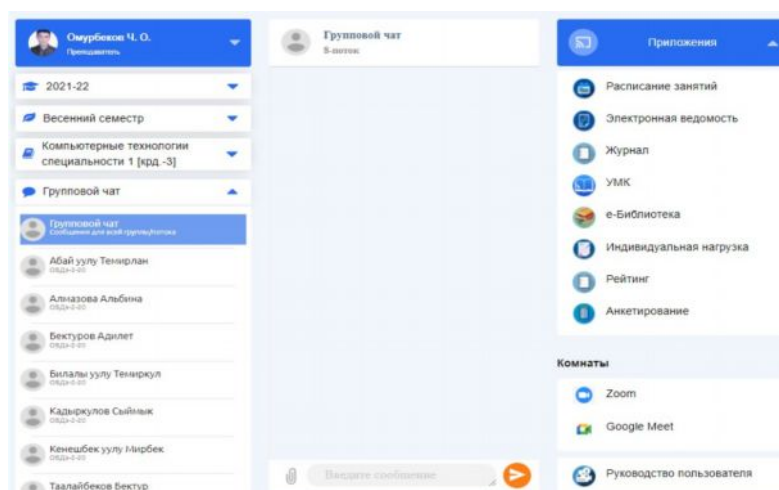 Омурбеков Ч. О.
Преподаватель
2021-22
Весенний семестр
Компьютерные технологии
специальности 1 [крд.-3]
Групповой чат
Групповой чат
Сообщения для всей группы/потока
Абай уулу Темирлан
Алмазова Альбина
Бектуров Адилет
Билалы уулу Темиркул
Кадыркулов Сыймык
Кенешбек уулу Мирбек
Таалайбеков Бектур
Групповой чат
S-поток
Введите сообщение
Приложения
Расписание занятий
Электронная ведомость
Журнал
УМК
е-Библиотека
Индивидуальная нагрузка
Рейтинг
Анкетирование
Комнаты
Zoom
Google Meet
Руководство пользователя